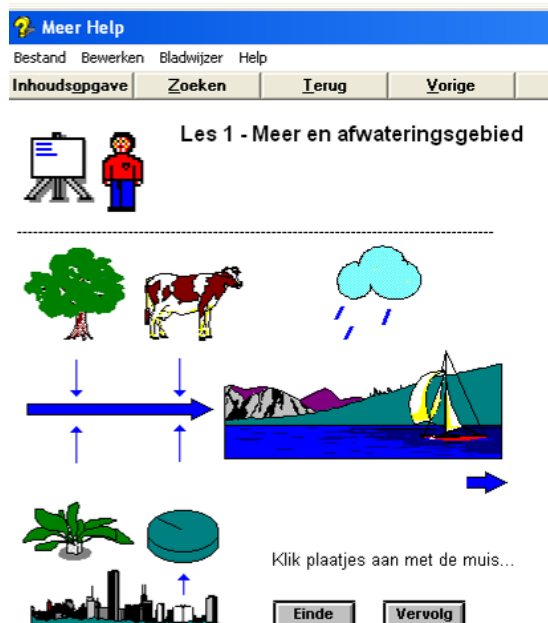 Meer Help
Bestand Bewerken Bladwijzer Help
Inhoudsopgave Zoeken Terug Vorige
Les 1 - Meer en afwateringsgebied
Klik plaatjes aan met de muis...
Einde Vervolg